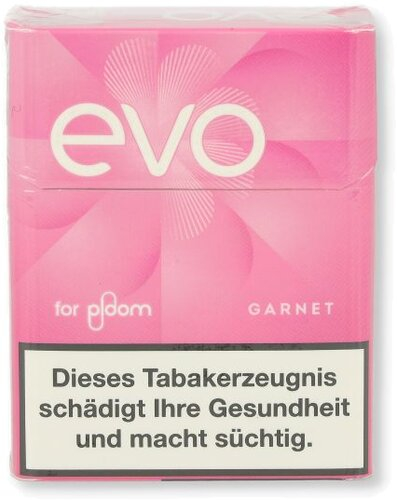 evo
for ploom
GARNET
Dieses Tabakerzeugnis
schädigt Ihre Gesundheit
und macht süchtig.